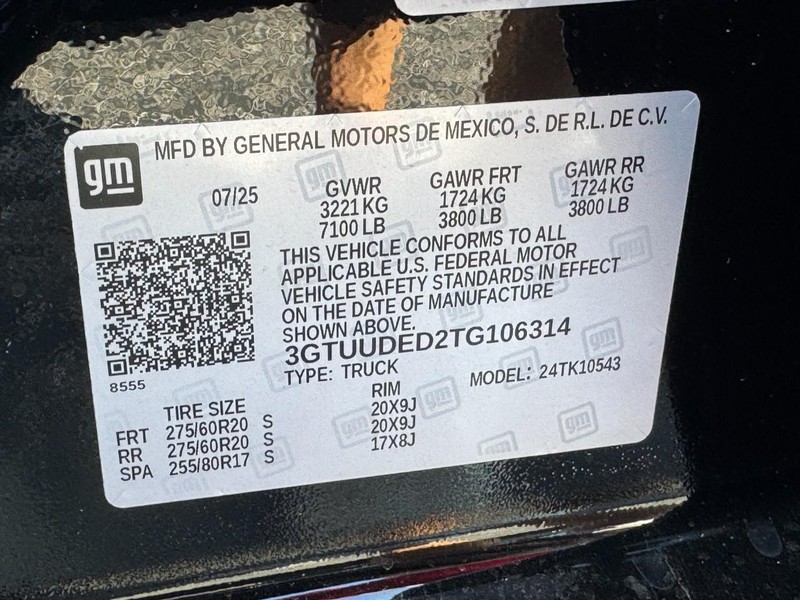 gm MFD BY GENERAL MOTORS DE MEXICO, S. DE R.L. DE C.V.
07/25 GVWR GAWR FRT GAWR RR
3221 KG 1724 KG 1724 KG
7100 LB 3800 LB 3800 LB
THIS VEHICLE CONFORMS TO ALL
APPLICABLE U.S. FEDERAL MOTOR
VEHICLE SAFETY STANDARDS IN EFFECT
ON THE DATE OF MANUFACTURE
SHOWN ABOVE.
3GTUUDED2TG106314
8555
TYPE: TRUCK MODEL: 24TK10543
TIRE SIZE RIM
FRT 275/60R20 S 20X9J
RR 275/60R20 S 20X9J
SPA 255/80R17 S 17X8J